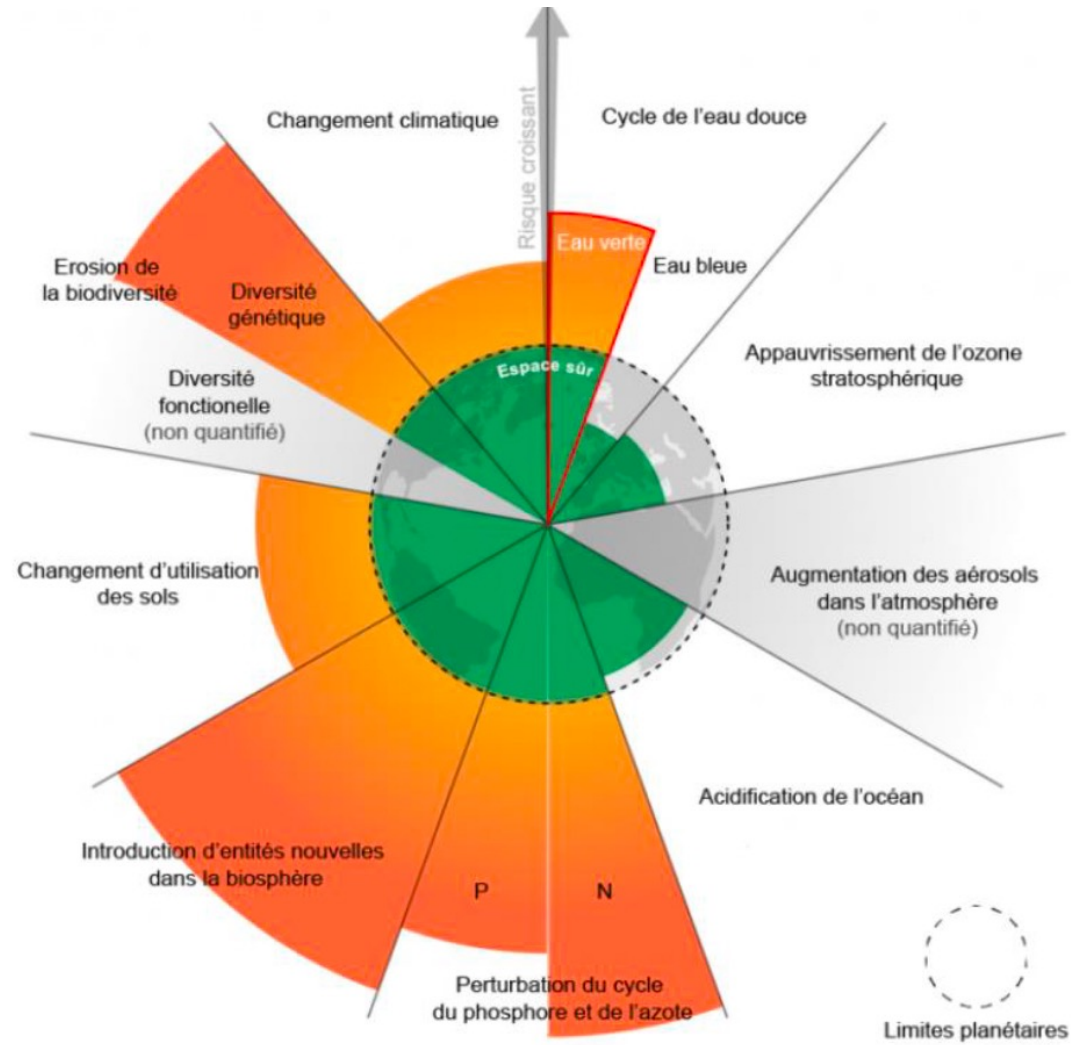 Changement climatique
Risque croissant
Cycle de l'eau douce
Eau verte
Eau bleue
Erosion de
la biodiversité
Diversité
génétique
Appauvrissement de l'ozone
stratosphérique
Espace sûr
Diversité
fonctionelle
(non quantifié)
Changement d'utilisation
des sols
Augmentation des aérosols
dans l'atmosphère
(non quantifié)
Acidification de l'océan
Introduction d'entités nouvelles
dans la biosphère
P
N
Perturbation du cycle
du phosphore et de l'azote
Limites planétaires